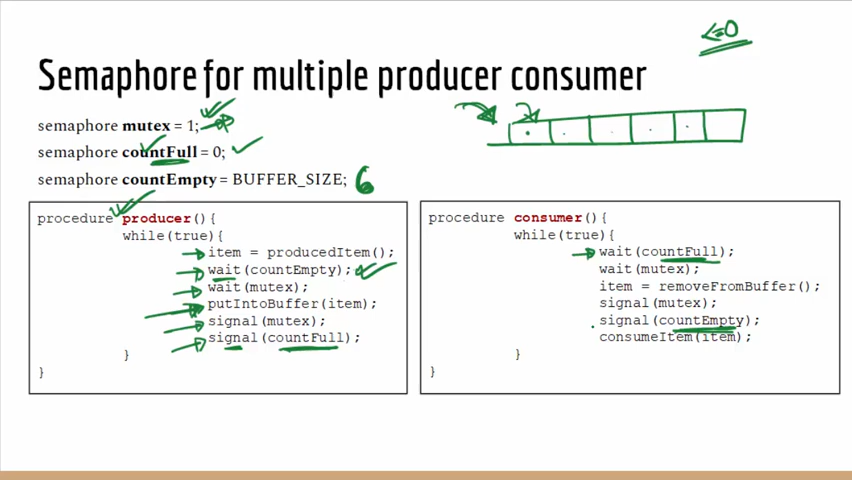 <=0
Semaphore for multiple producer consumer
semaphore mutex = 1;
semaphore countFull = 0;
semaphore countEmpty = BUFFER_SIZE; 6
procedure producer(){
while(true){
item = producedItem();
wait(countEmpty);
wait(mutex);
putIntoBuffer(item);
signal(mutex);
signal(countFull);
}
}
procedure consumer(){
while(true){
wait(countFull);
wait(mutex);
item = removeFromBuffer();
signal(mutex);
signal(countEmpty);
consumeItem(item);
}
}